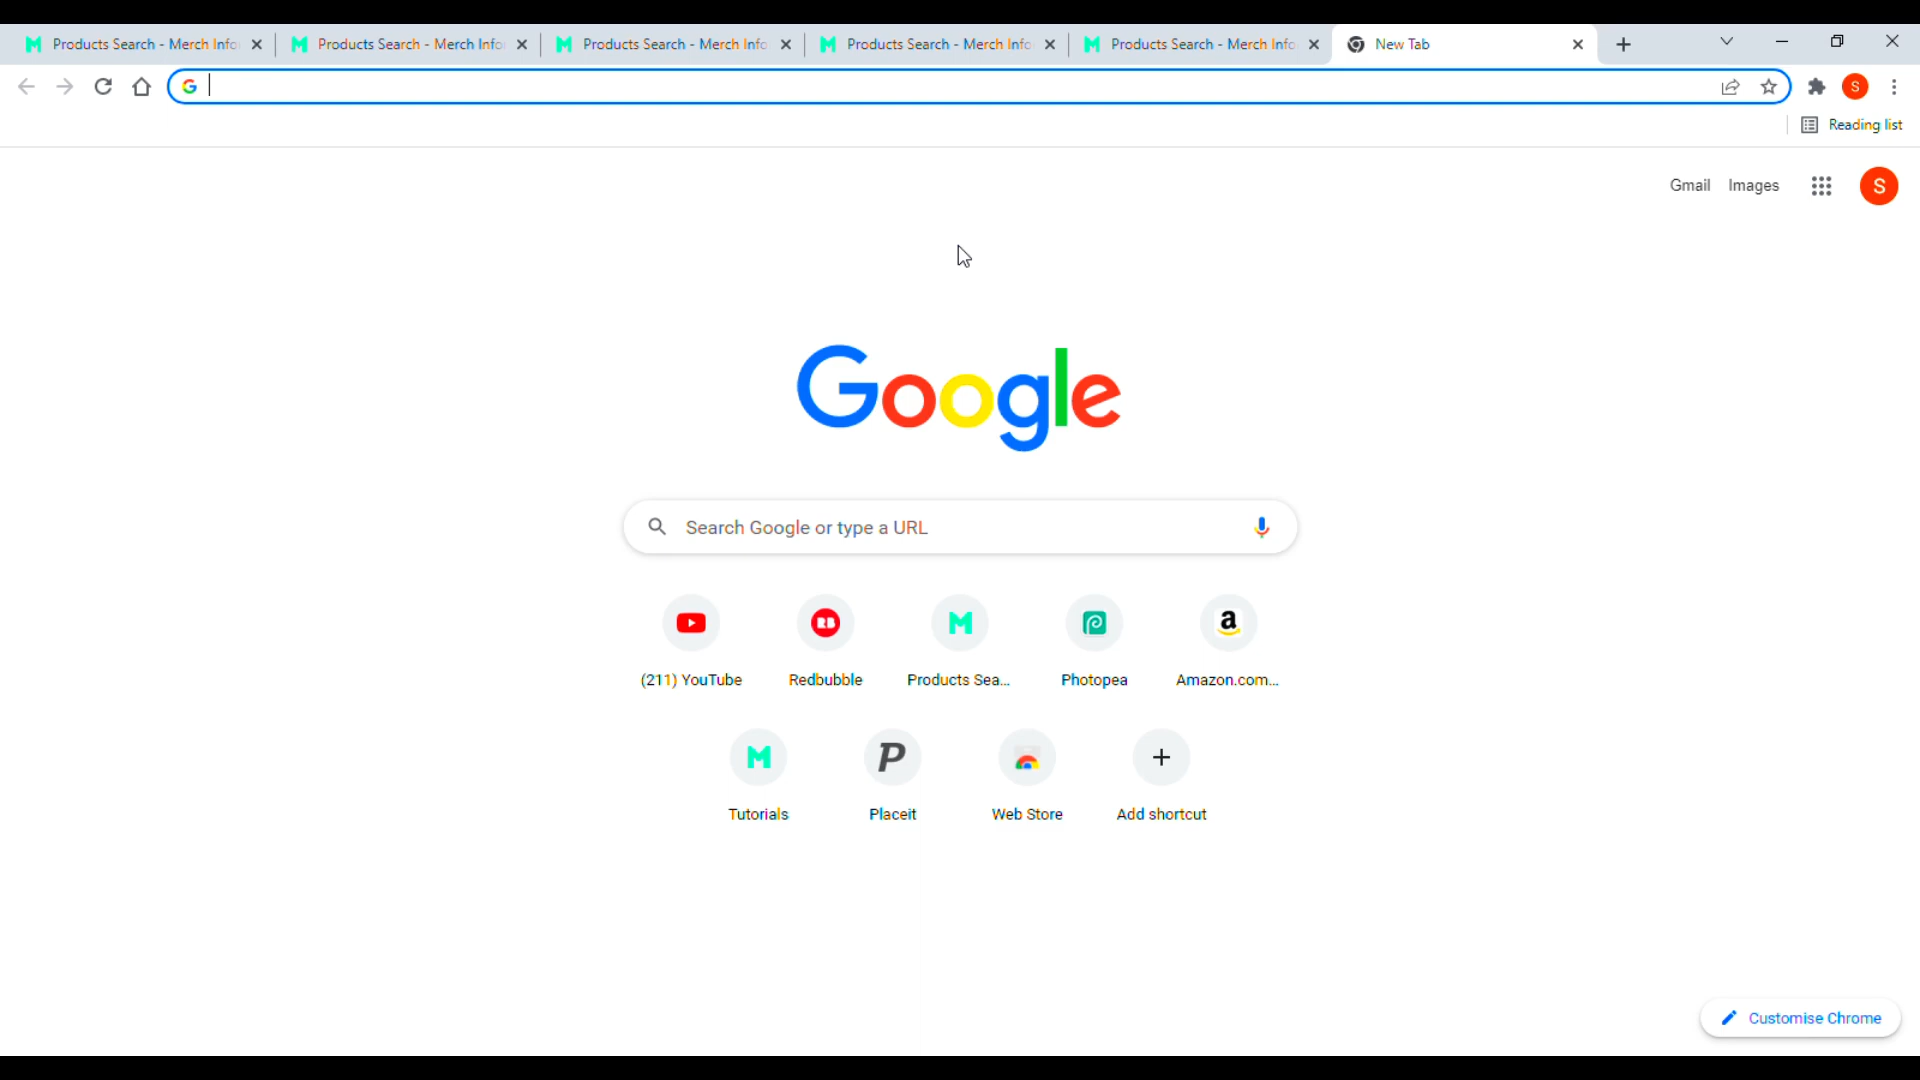 Products Search - Merch Info
Products Search - Merch Info
Products Search - Merch Info
Products Search - Merch Info
Products Search - Merch Info
New Tab
S
Reading list
Gmail
Images
S
Google
Search Google or type a URL
RB
a
(211) YouTube
Redbubble
Products Sea...
Photopea
Amazon.com...
P
Tutorials
Placeit
Web Store
Add shortcut
Customise Chrome